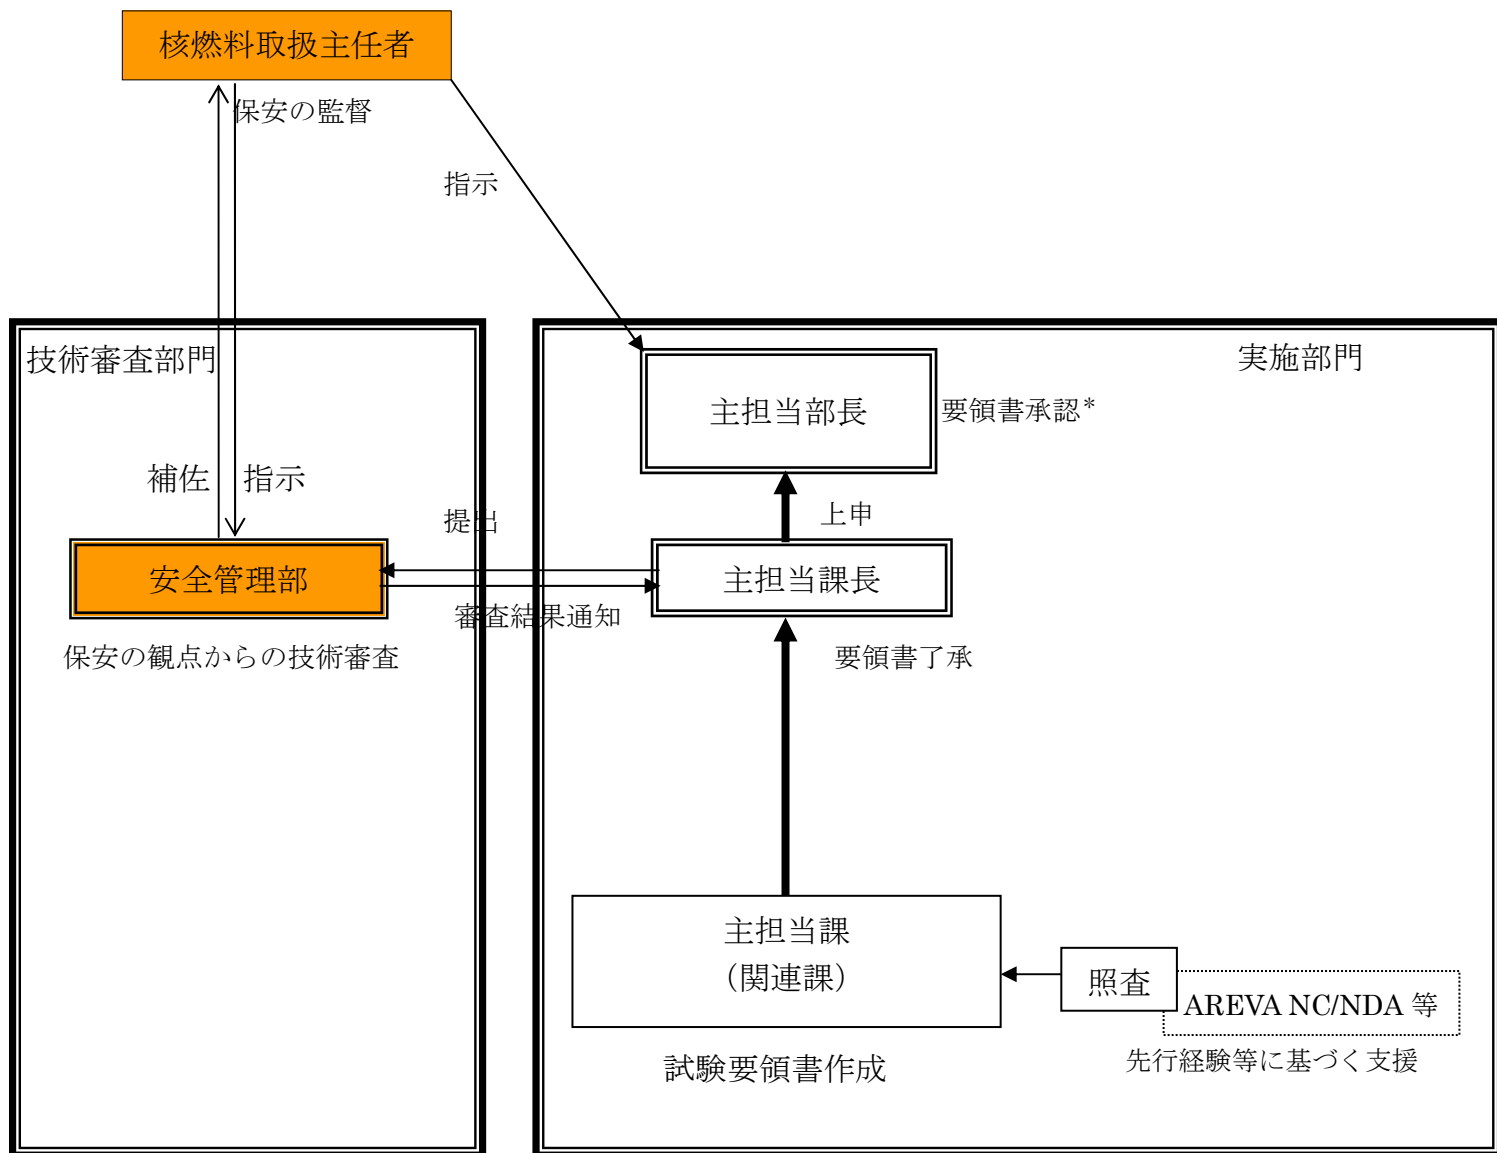 核燃料取扱主任者
保安の監督
指示
技術審査部門
実施部門
主担当部長
要領書承認*
補佐
指示
提出
上申
安全管理部
主担当課長
審査結果通知
保安の観点からの技術審査
要領書了承
主担当課
（関連課）
照査
AREVA NC/NDA 等
先行経験等に基づく支援
試験要領書作成